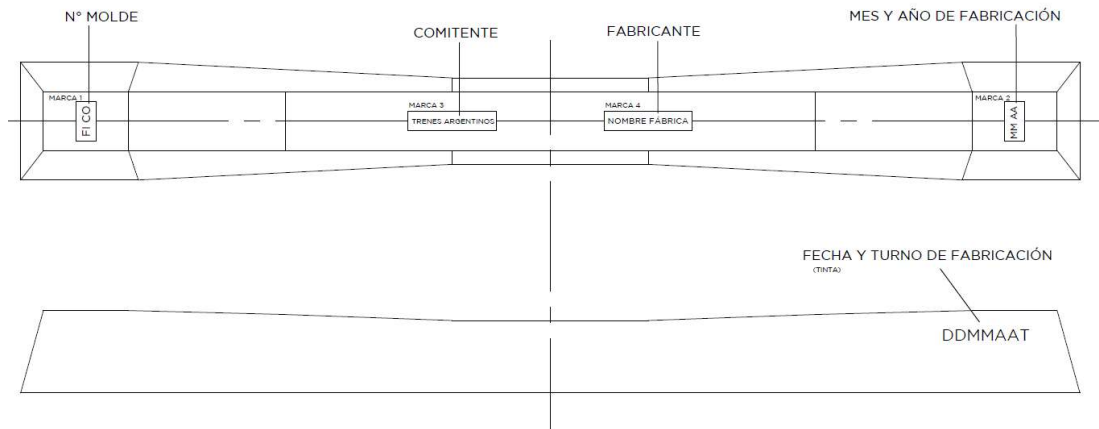 N° MOLDE
COMITENTE
FABRICANTE
MES Y AÑO DE FABRICACIÓN
MARCA 1
FI CO
MARCA 3
TRENES ARGENTINOS
MARCA 4
NOMBRE FÁBRICA
MARCA 2
MM AA
FECHA Y TURNO DE FABRICACIÓN
(TINTA)
DDMMAAT